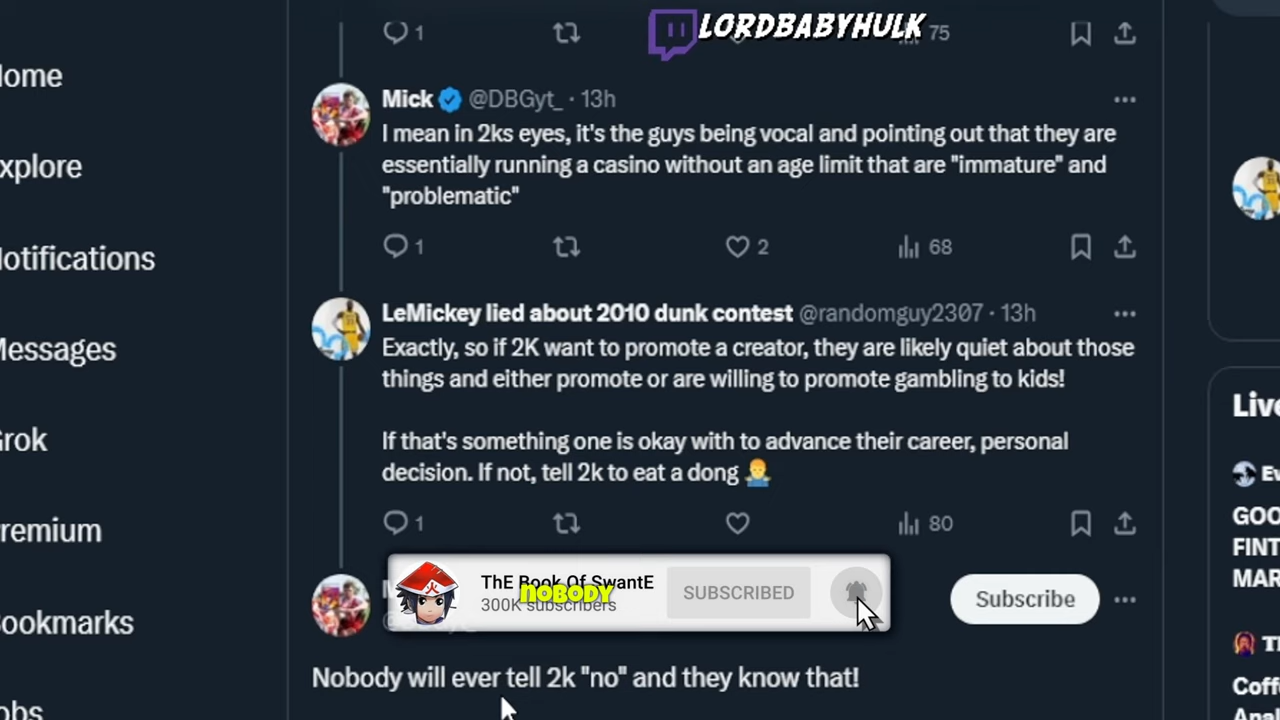 LORDBABYHULK
1
75
ome
Mick @DBGyt_ · 13h
I mean in 2ks eyes, it's the guys being vocal and pointing out that they are
essentially running a casino without an age limit that are "immature" and
"problematic"
xplore
1 2 68
otifications
LeMickey lied about 2010 dunk contest @randomguy2307 · 13h
Exactly, so if 2K want to promote a creator, they are likely quiet about those
things and either promote or are willing to promote gambling to kids!
essages
Live
rok
If that's something one is okay with to advance their career, personal
decision. If not, tell 2k to eat a dong
Ev
GOO
FINT
MAR
remium
1 80
ThE Book Of SwantE
NOBODY
300K subscribers
SUBSCRIBED
Subscribe
ookmarks
Nobody will ever tell 2k "no" and they know that!
Coff
obs